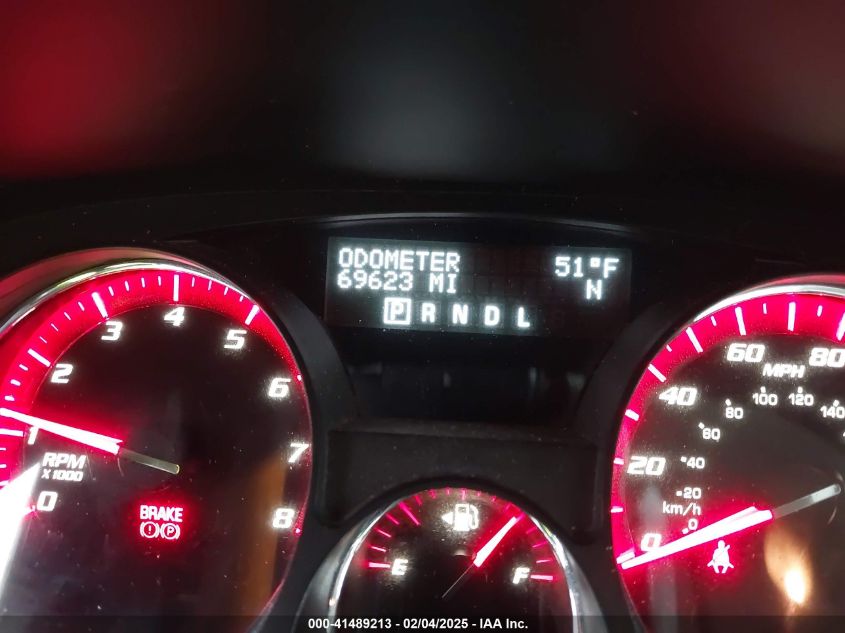 ODOMETER 51°F
69623 MI N
P R N D L
0 1 2 3 4 5 6 7 8
RPM
X 1000
BRAKE
(!) (P)
E F
0 20 40 60 80
MPH
0 20 40 60 80 100 120 140
km/h
000-41489213 - 02/04/2025 - IAA Inc.